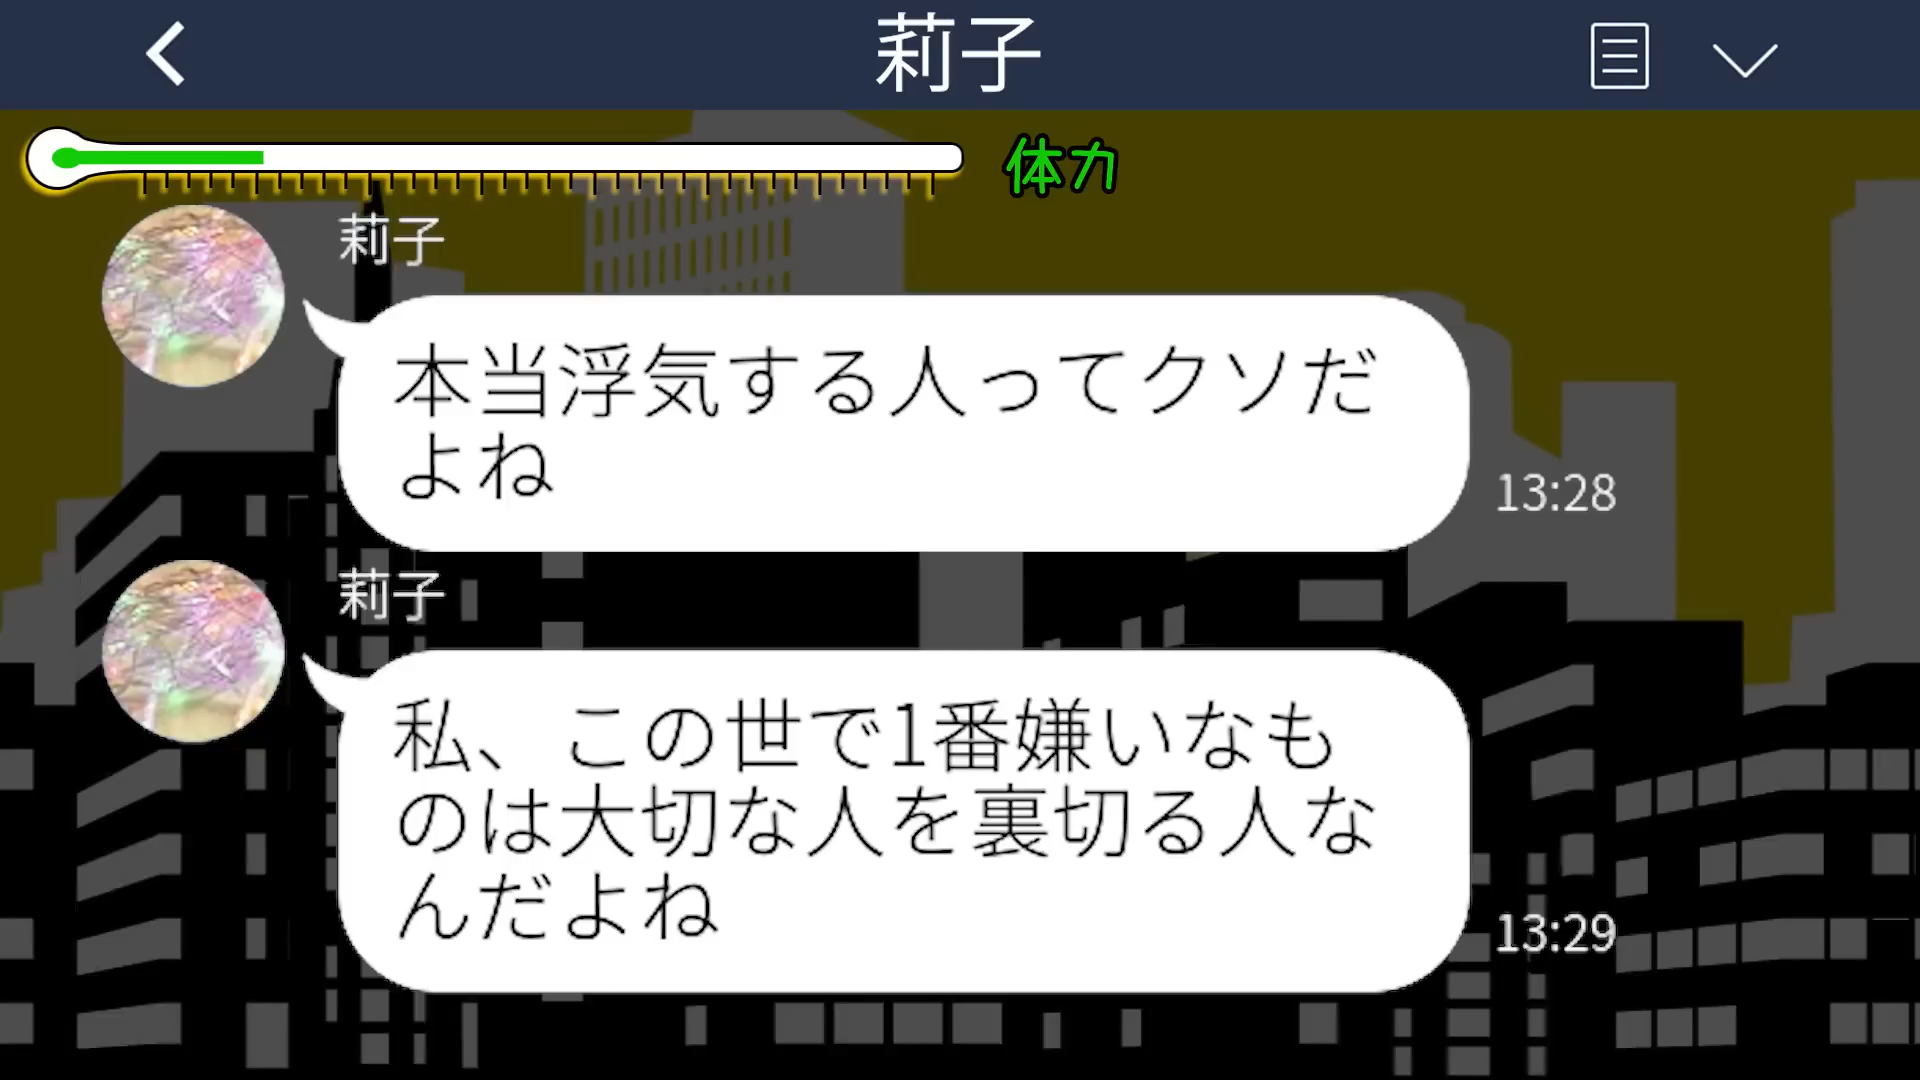 莉子
体力
莉子
本当浮気する人ってクソだ
よね
13:28
莉子
私、この世で1番嫌いなも
のは大切な人を裏切る人な
んだよね
13:29